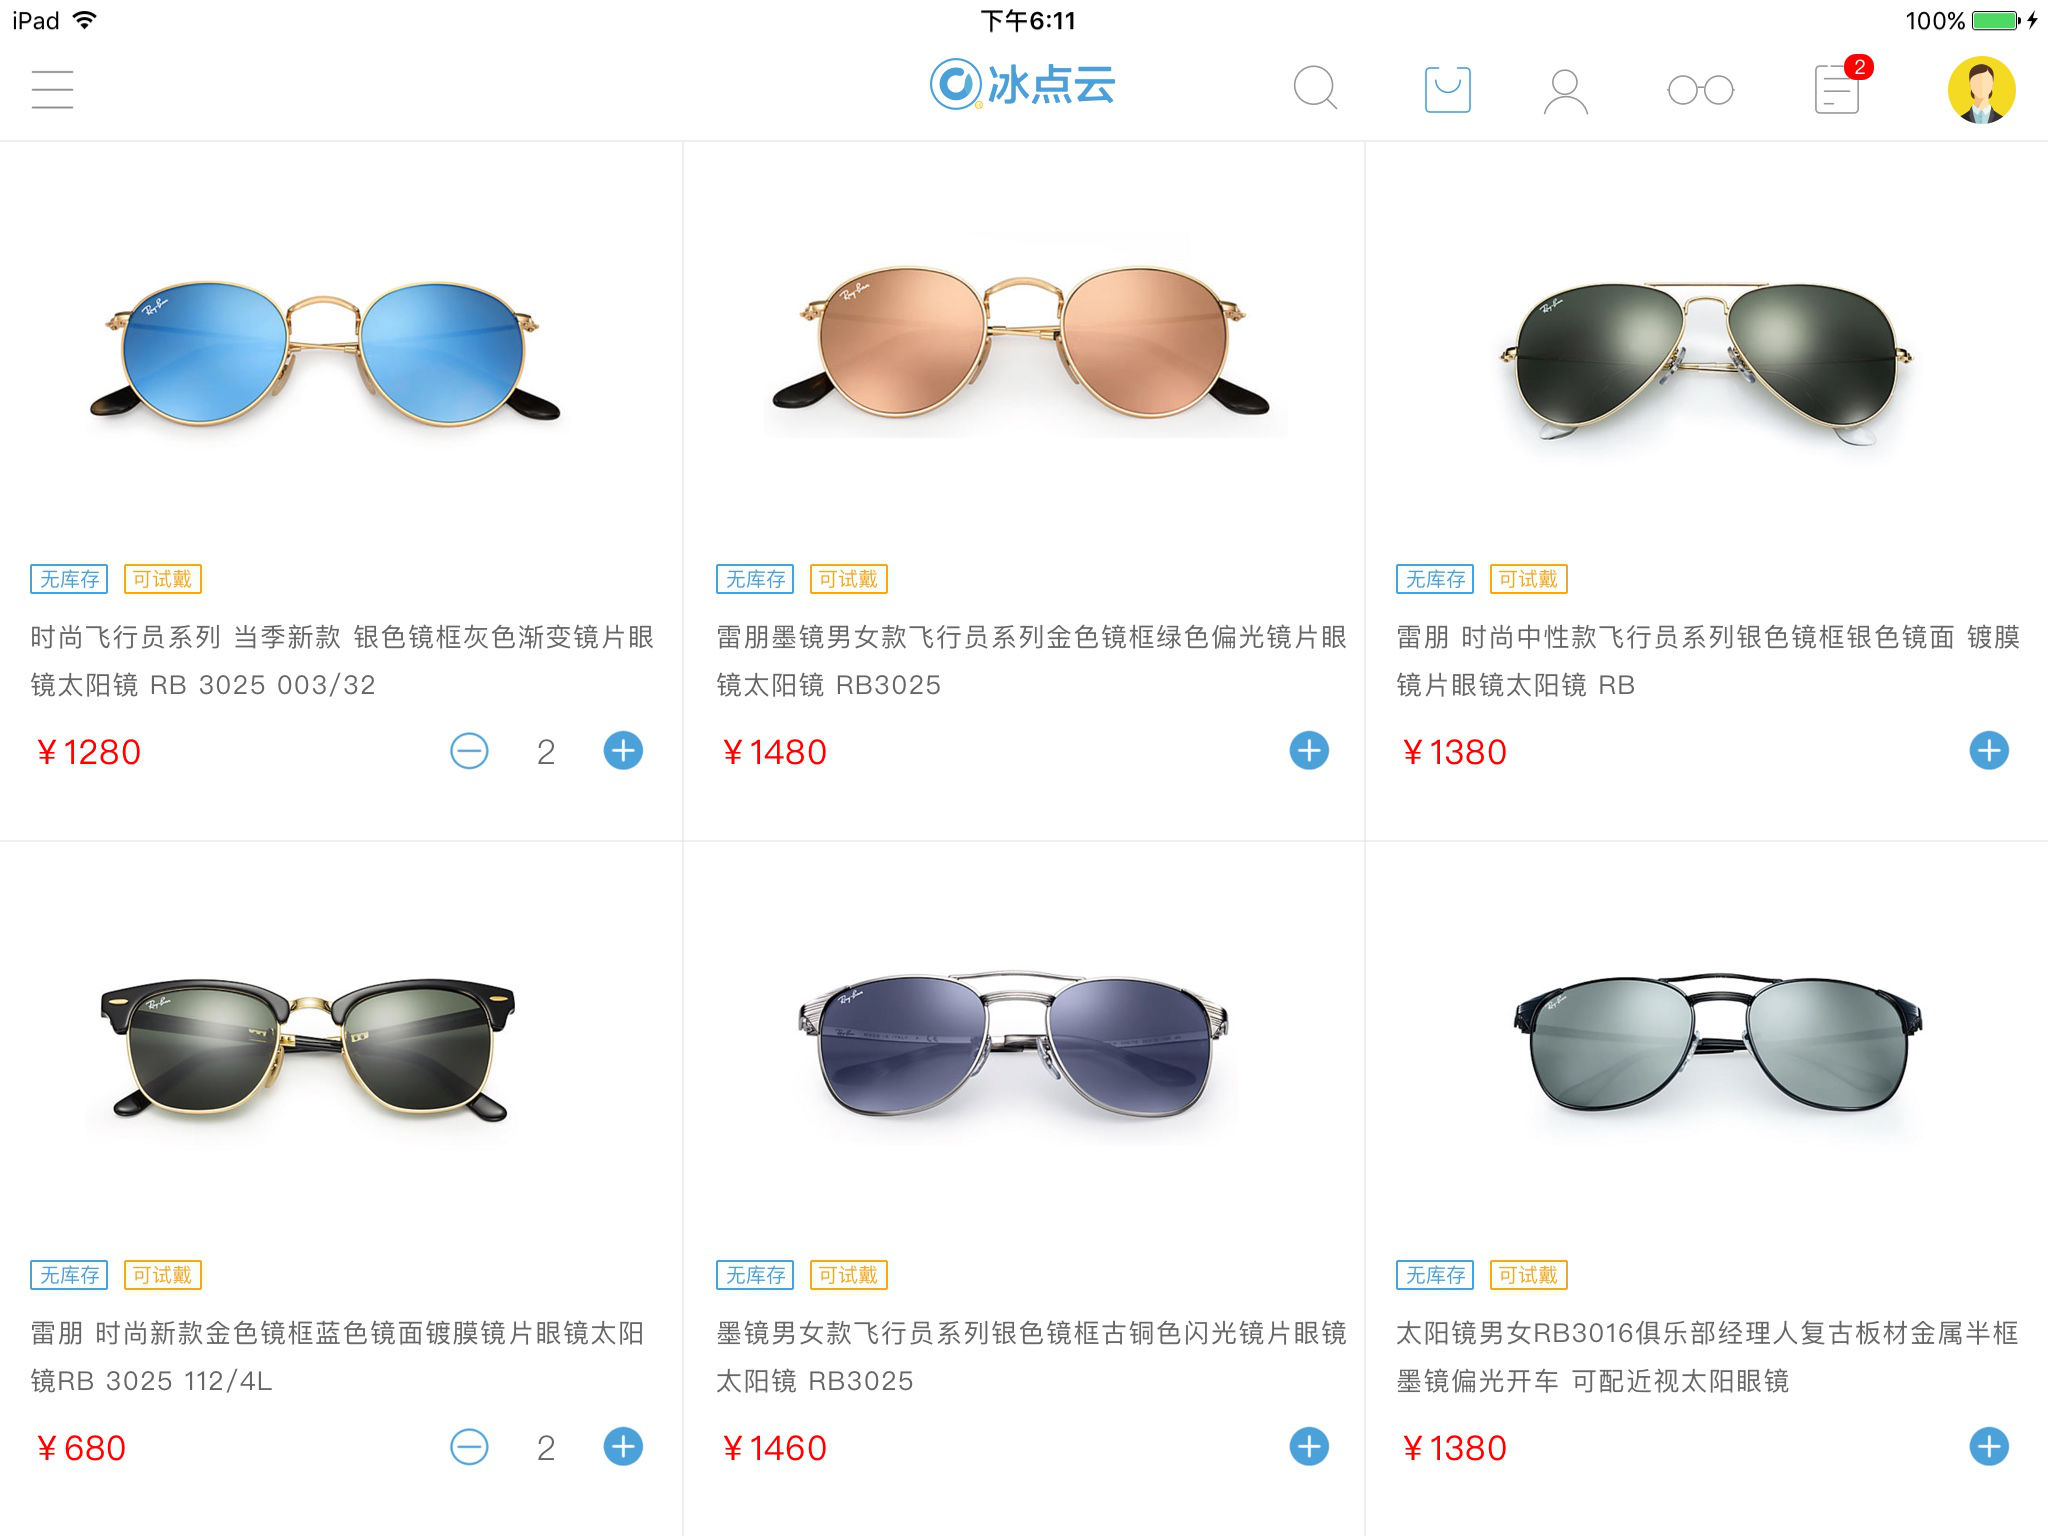 iPad
下午6:11
100%
冰点云
2
Ray-Ban
Ray-Ban
Ray-Ban
无库存 可试戴
时尚飞行员系列 当季新款 银色镜框灰色渐变镜片眼
镜太阳镜 RB 3025 003/32
¥1280
2
无库存 可试戴
雷朋墨镜男女款飞行员系列金色镜框绿色偏光镜片眼
镜太阳镜 RB3025
¥1480
无库存 可试戴
雷朋 时尚中性款飞行员系列银色镜框银色镜面 镀膜
镜片眼镜太阳镜 RB
¥1380
Ray-Ban
Ray-Ban
Ray-Ban
无库存 可试戴
雷朋 时尚新款金色镜框蓝色镜面镀膜镜片眼镜太阳
镜RB 3025 112/4L
¥680
2
无库存 可试戴
墨镜男女款飞行员系列银色镜框古铜色闪光镜片眼镜
太阳镜 RB3025
¥1460
无库存 可试戴
太阳镜男女RB3016俱乐部经理人复古板材金属半框
墨镜偏光开车 可配近视太阳眼镜
¥1380